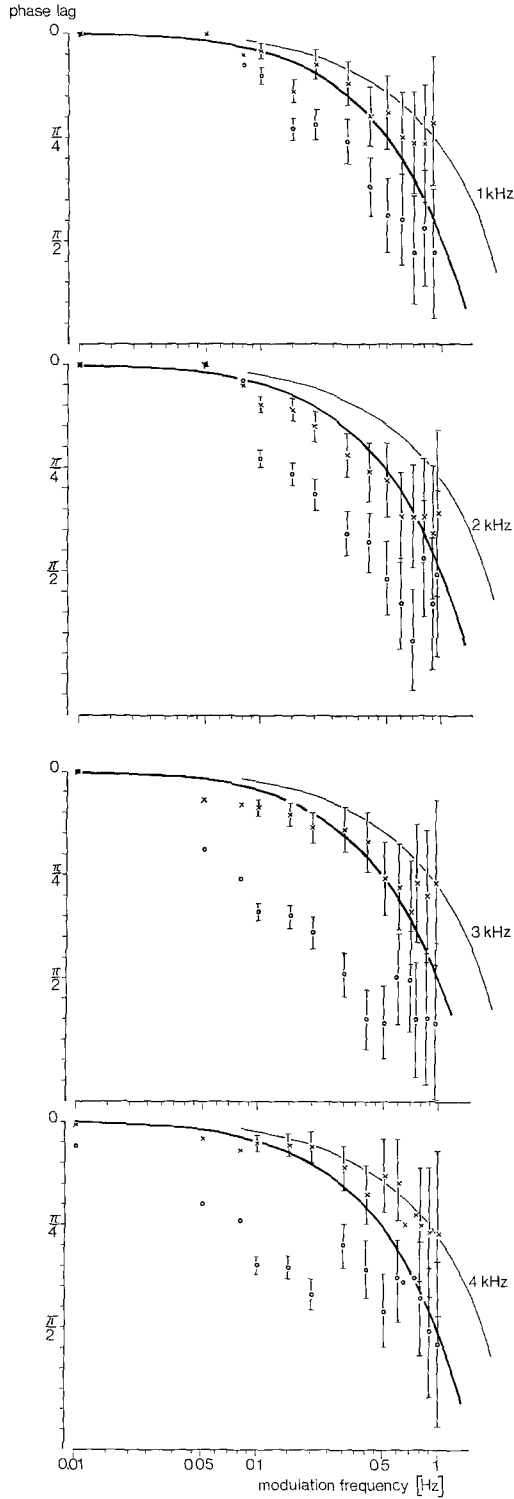 phase lag
0
π/4
π/2
1 kHz
0
π/4
π/2
2 kHz
0
π/4
π/2
3 kHz
0
π/4
π/2
4 kHz
0.01 0.05 0.1 0.5 1
modulation frequency [Hz]